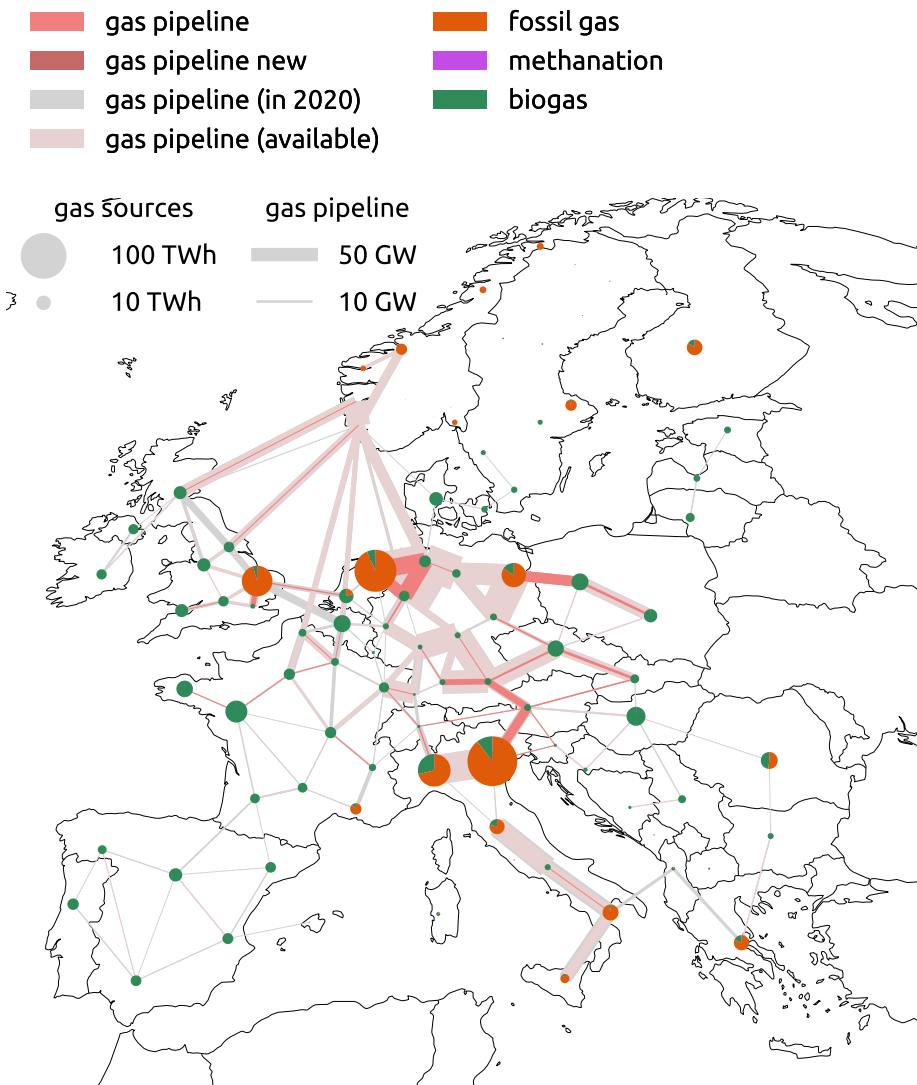 gas pipeline
gas pipeline new
gas pipeline (in 2020)
gas pipeline (available)
fossil gas
methanation
biogas
gas sources
100 TWh
10 TWh
gas pipeline
50 GW
10 GW